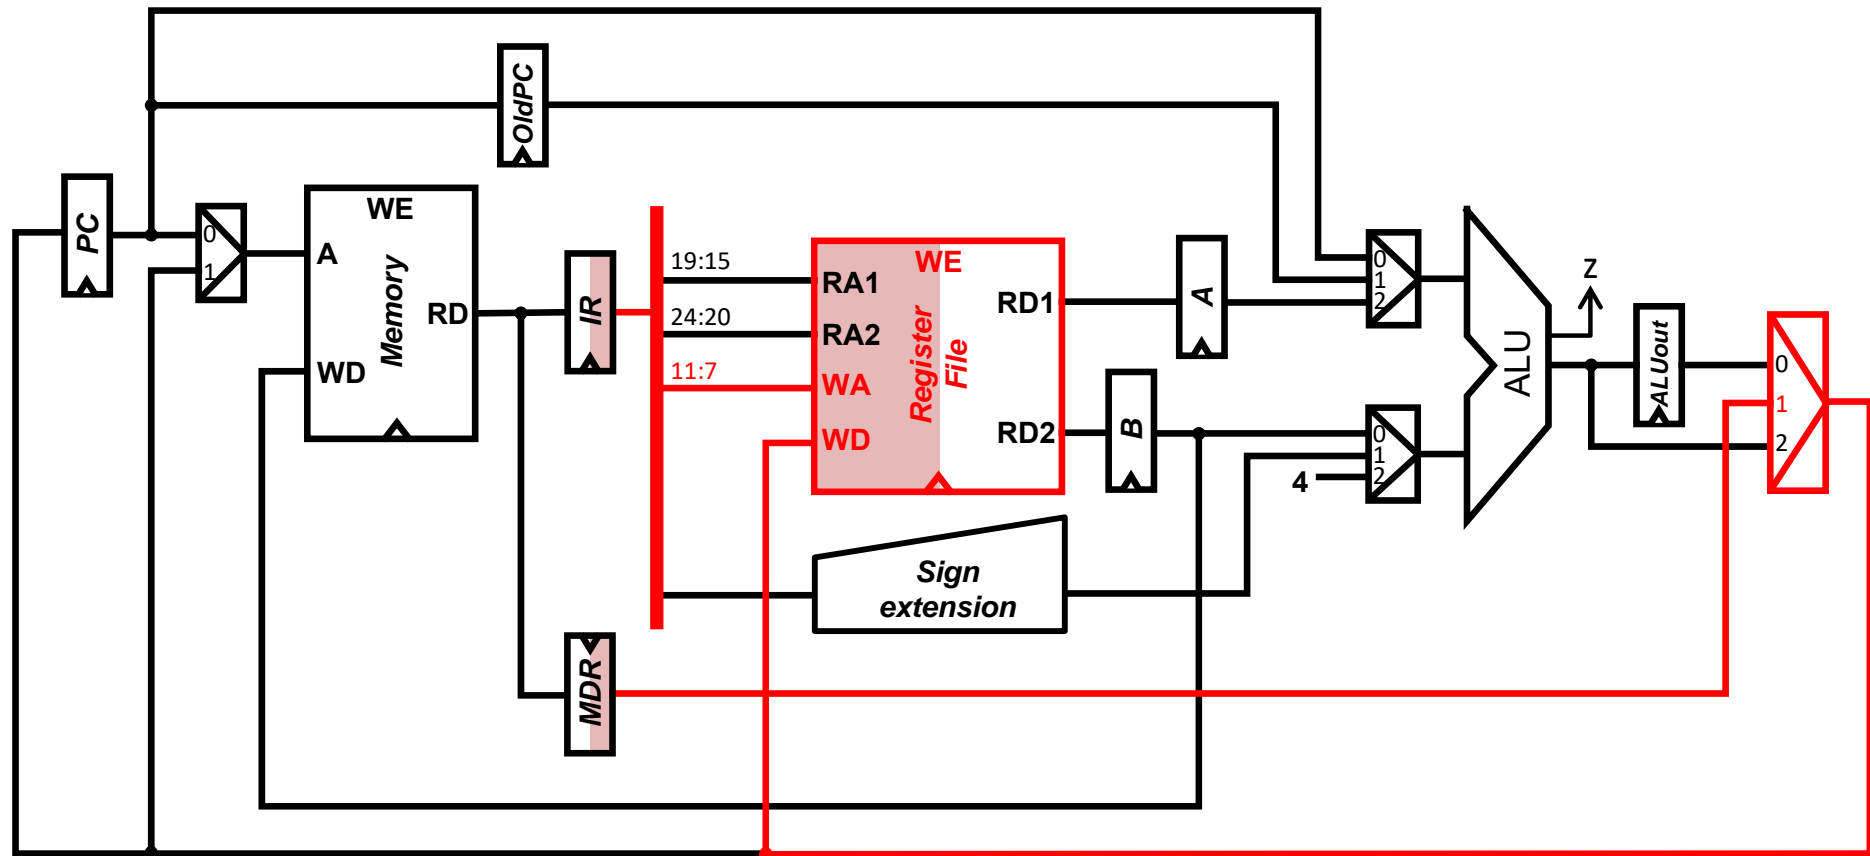 OldPC
PC
0
1
WE
A
Memory
RD
WD
IR
19:15
24:20
11:7
WE
RA1
RA2
WA
WD
Register
File
RD1
RD2
A
B
0
1
2
0
1
2
4
ALU
Z
ALUout
0
1
2
Sign
extension
MDR